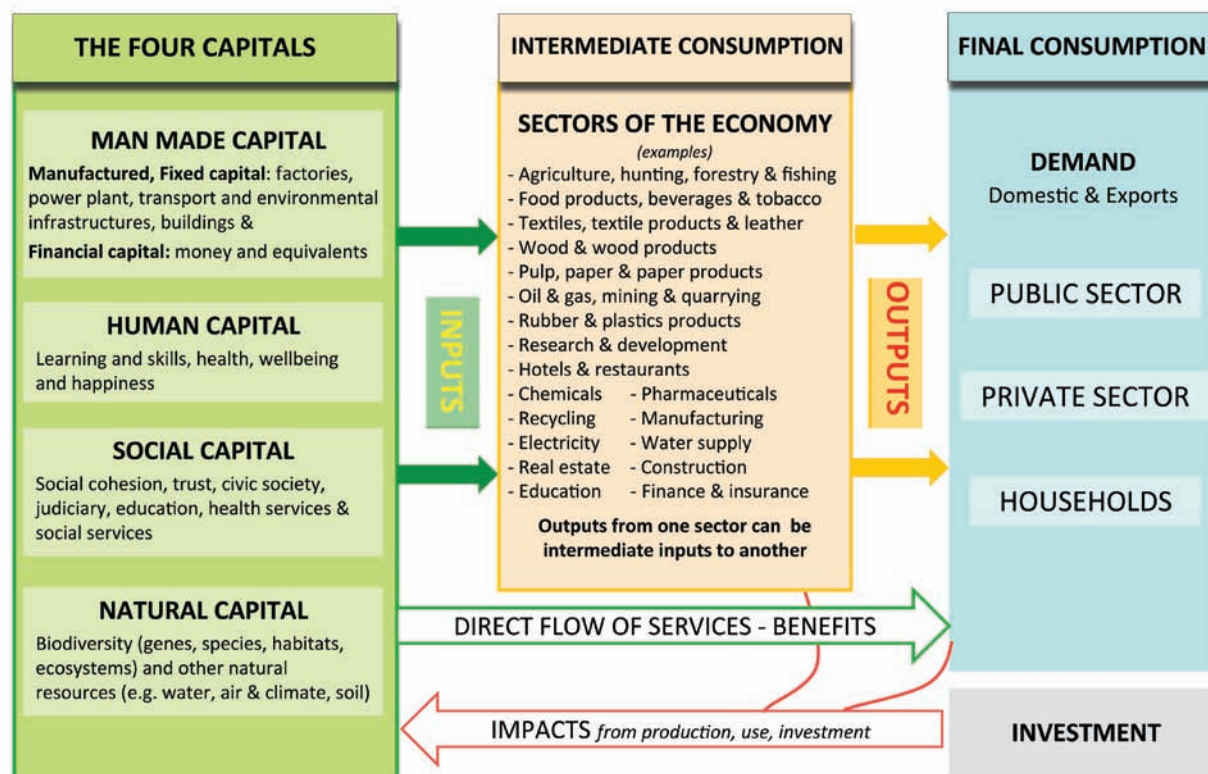 THE FOUR CAPITALS
MAN MADE CAPITAL
Manufactured, Fixed capital: factories,
power plant, transport and environmental
infrastructures, buildings &
Financial capital: money and equivalents
HUMAN CAPITAL
Learning and skills, health, wellbeing
and happiness
SOCIAL CAPITAL
Social cohesion, trust, civic society,
judiciary, education, health services &
social services
NATURAL CAPITAL
Biodiversity (genes, species, habitats,
ecosystems) and other natural
resources (e.g. water, air & climate, soil)
INPUTS
INTERMEDIATE CONSUMPTION
SECTORS OF THE ECONOMY
(examples)
- Agriculture, hunting, forestry & fishing
- Food products, beverages & tobacco
- Textiles, textile products & leather
- Wood & wood products
- Pulp, paper & paper products
- Oil & gas, mining & quarrying
- Rubber & plastics products
- Research & development
- Hotels & restaurants
- Chemicals - Pharmaceuticals
- Recycling - Manufacturing
- Electricity - Water supply
- Real estate - Construction
- Education - Finance & insurance
Outputs from one sector can be
intermediate inputs to another
OUTPUTS
FINAL CONSUMPTION
DEMAND
Domestic & Exports
PUBLIC SECTOR
PRIVATE SECTOR
HOUSEHOLDS
DIRECT FLOW OF SERVICES - BENEFITS
IMPACTS from production, use, investment
INVESTMENT